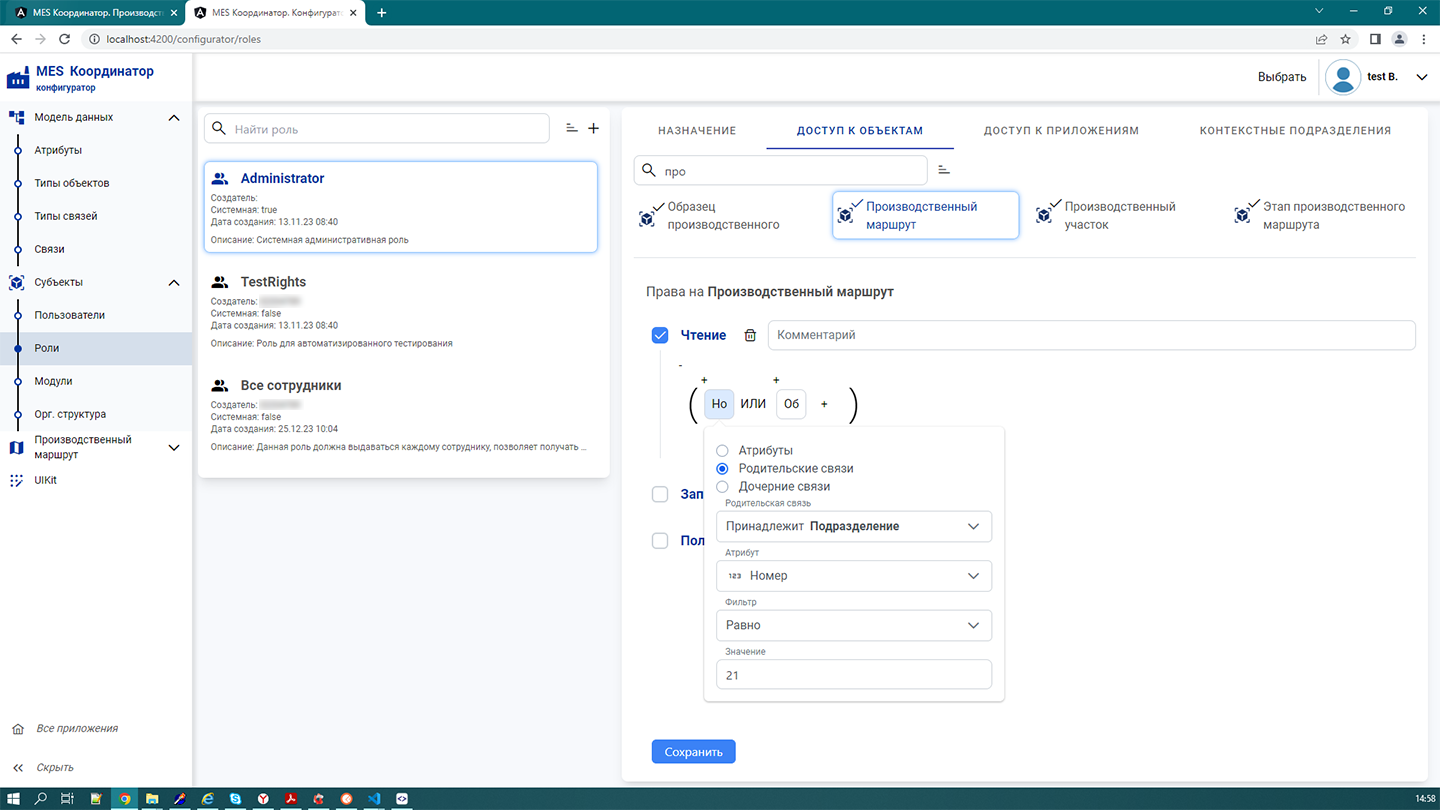 MES Координатор. Производст
MES Координатор. Конфигурато
localhost:4200/configurator/roles
MES Координатор
конфигуратор
Выбрать
test B.
Модель данных
Атрибуты
Типы объектов
Типы связей
Связи
Субъекты
Пользователи
Роли
Модули
Орг. структура
Производственный
маршрут
UIKit
Все приложения
Скрыть
Найти роль
Administrator
Создатель:
Системная: true
Дата создания: 13.11.23 08:40
Описание: Системная административная роль
TestRights
Создатель:
Системная: false
Дата создания: 13.11.23 08:40
Описание: Роль для автоматизированного тестирования
Все сотрудники
Создатель:
Системная: false
Дата создания: 25.12.23 10:04
Описание: Данная роль должна выдаваться каждому сотруднику, позволяет получать ...
НАЗНАЧЕНИЕ
ДОСТУП К ОБЪЕКТАМ
ДОСТУП К ПРИЛОЖЕНИЯМ
КОНТЕКСТНЫЕ ПОДРАЗДЕЛЕНИЯ
про
Образец
производственного
Производственный
маршрут
Производственный
участок
Этап производственного
маршрута
Права на Производственный маршрут
Чтение
Комментарий
-
+ +
( Но ИЛИ Об + )
Атрибуты
Родительские связи
Дочерние связи
Родительская связь
Принадлежит Подразделение
Атрибут
123 Номер
Фильтр
Равно
Значение
21
Зап
Пол
Сохранить
14:58